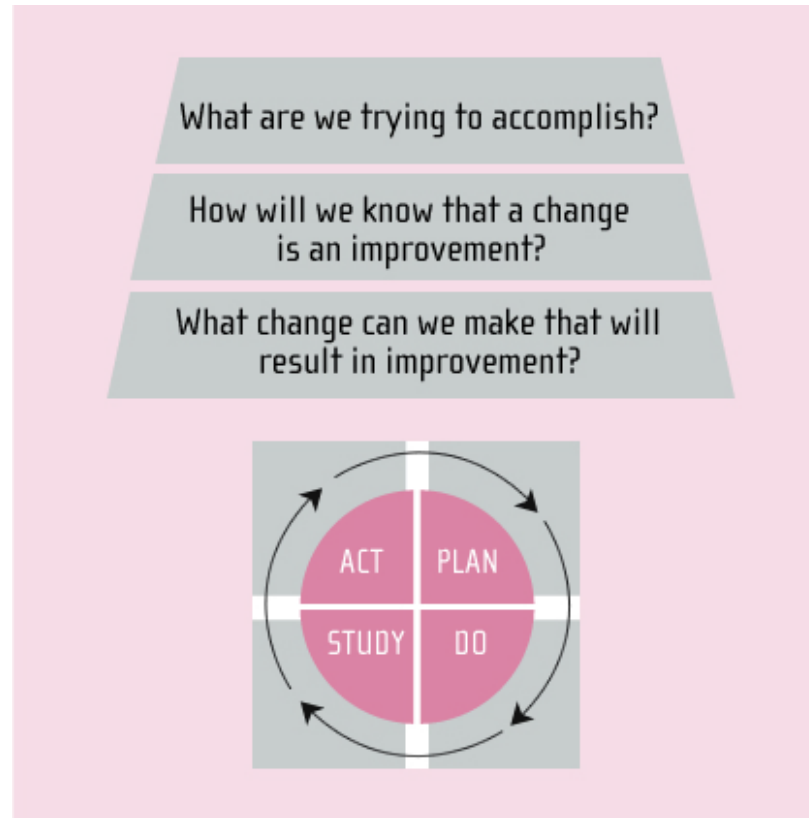 What are we trying to accomplish?
How will we know that a change
is an improvement?
What change can we make that will
result in improvement?
ACT PLAN
STUDY DO